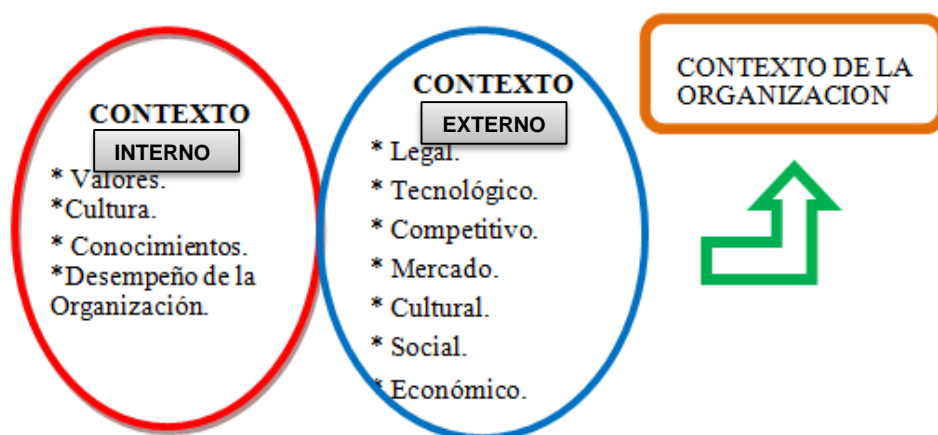 CONTEXTO
INTERNO
* Valores.
*Cultura.
* Conocimientos.
*Desempeño de la
Organización.
CONTEXTO
EXTERNO
* Legal.
* Tecnológico.
* Competitivo.
* Mercado.
* Cultural.
* Social.
* Económico.
CONTEXTO DE LA
ORGANIZACION